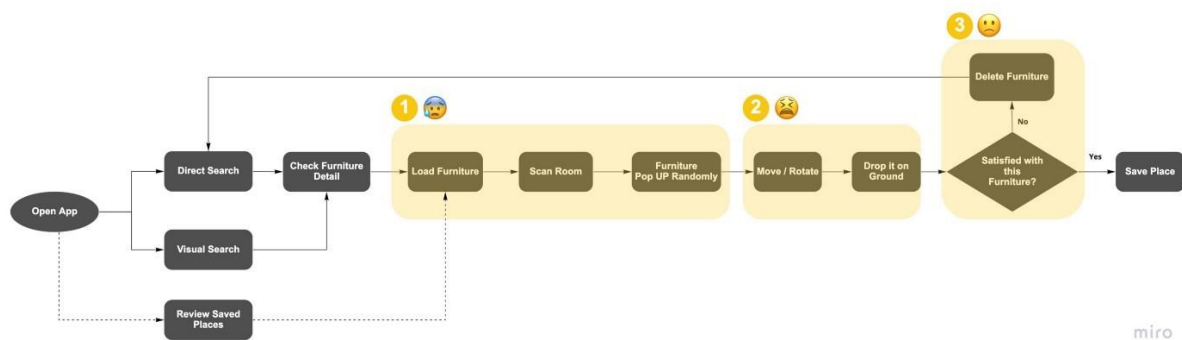 3
Delete Furniture
1
2
No
Direct Search
Check Furniture
Detail
Load Furniture
Scan Room
Furniture
Pop UP Randomly
Move / Rotate
Drop it on
Ground
Satisfied with
this
Furniture?
Yes
Save Place
Open App
Visual Search
Review Saved
Places
miro